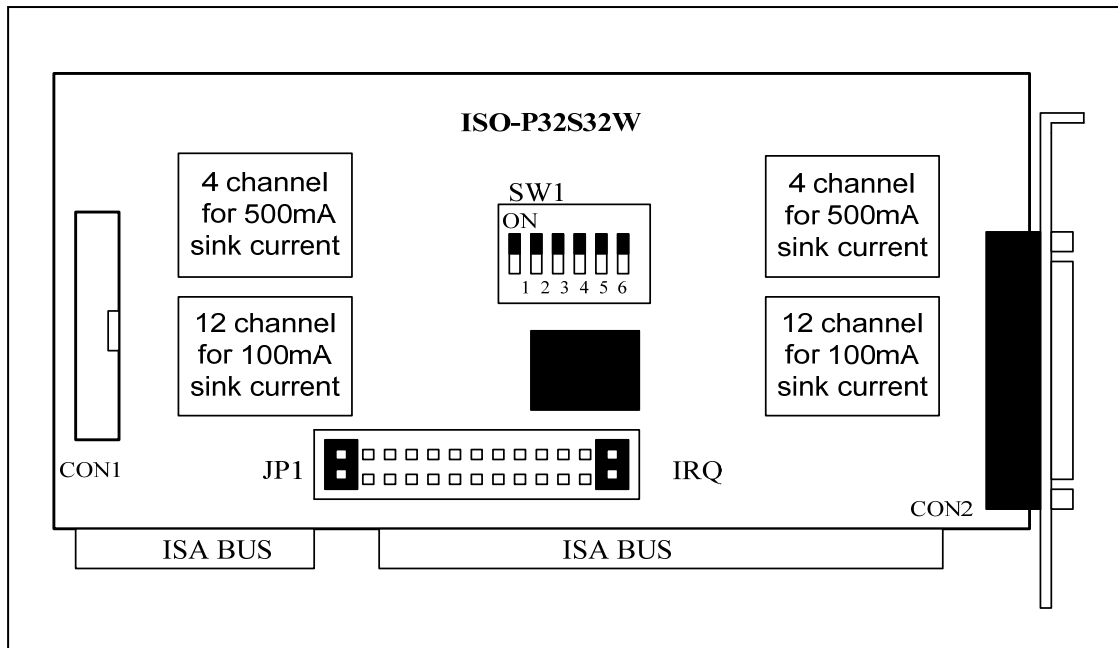 ISO-P32S32W
4 channel
for 500mA
sink current
SW1
ON
1 2 3 4 5 6
4 channel
for 500mA
sink current
12 channel
for 100mA
sink current
12 channel
for 100mA
sink current
CON1
JP1
IRQ
CON2
ISA BUS
ISA BUS